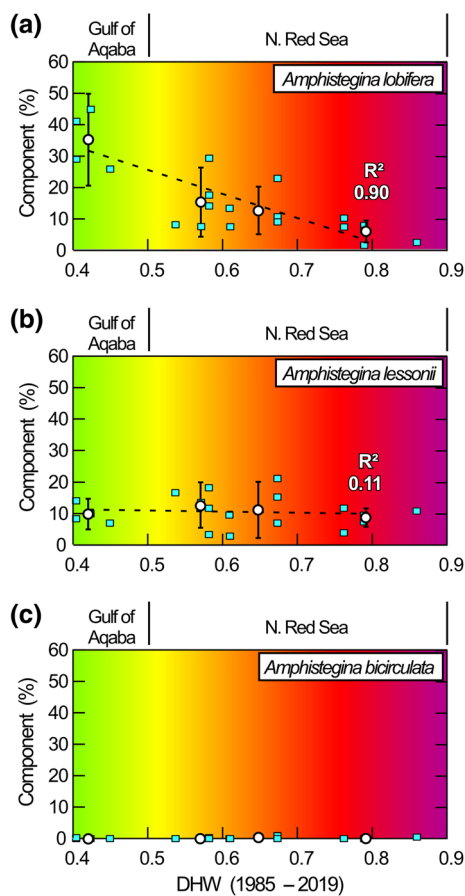 (a)
Gulf of Aqaba
N. Red Sea
Amphistegina lobifera
Component (%)
60
50
40
30
20
10
0
R²
0.90
0.4 0.5 0.6 0.7 0.8 0.9
(b)
Gulf of Aqaba
N. Red Sea
Amphistegina lessonii
Component (%)
60
50
40
30
20
10
0
R²
0.11
0.4 0.5 0.6 0.7 0.8 0.9
(c)
Gulf of Aqaba
N. Red Sea
Amphistegina bicirculata
Component (%)
60
50
40
30
20
10
0
0.4 0.5 0.6 0.7 0.8 0.9
DHW (1985 – 2019)